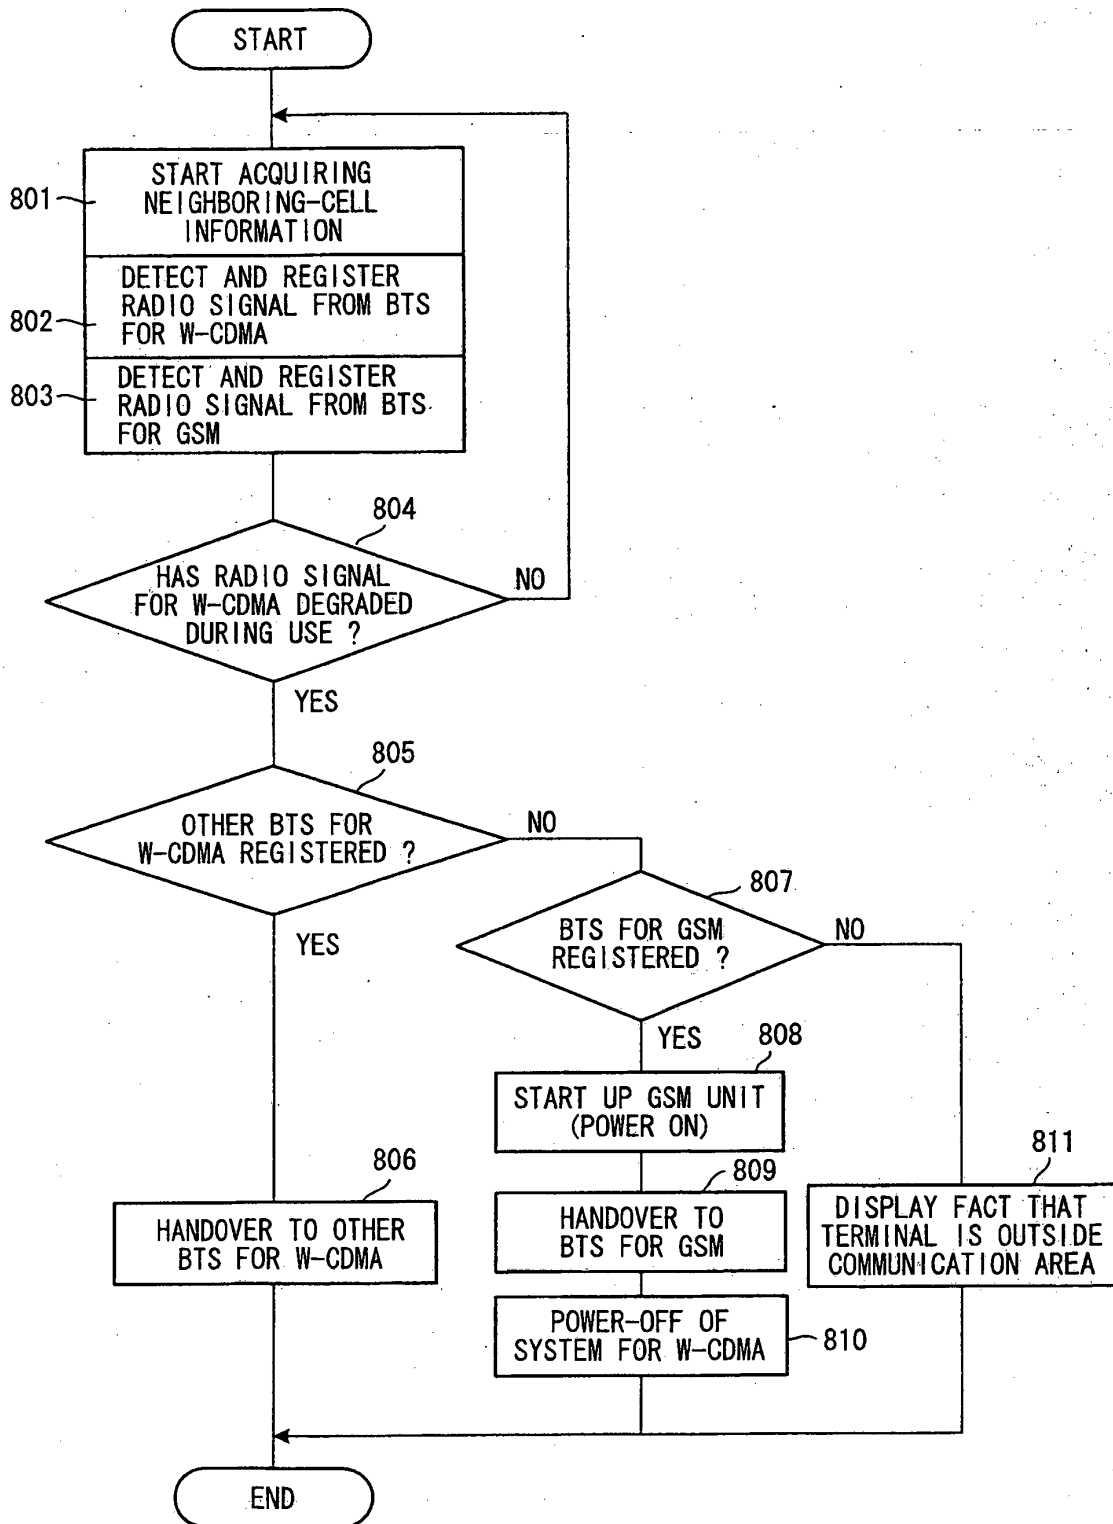 START
801
START ACQUIRING
NEIGHBORING-CELL
INFORMATION
802
DETECT AND REGISTER
RADIO SIGNAL FROM BTS
FOR W-CDMA
803
DETECT AND REGISTER
RADIO SIGNAL FROM BTS
FOR GSM
804
HAS RADIO SIGNAL
FOR W-CDMA DEGRADED
DURING USE ?
NO
YES
805
OTHER BTS FOR
W-CDMA REGISTERED ?
NO
YES
807
BTS FOR GSM
REGISTERED ?
NO
YES
808
START UP GSM UNIT
(POWER ON)
806
HANDOVER TO OTHER
BTS FOR W-CDMA
809
HANDOVER TO
BTS FOR GSM
811
DISPLAY FACT THAT
TERMINAL IS OUTSIDE
COMMUNICATION AREA
POWER-OFF OF
SYSTEM FOR W-CDMA
810
END